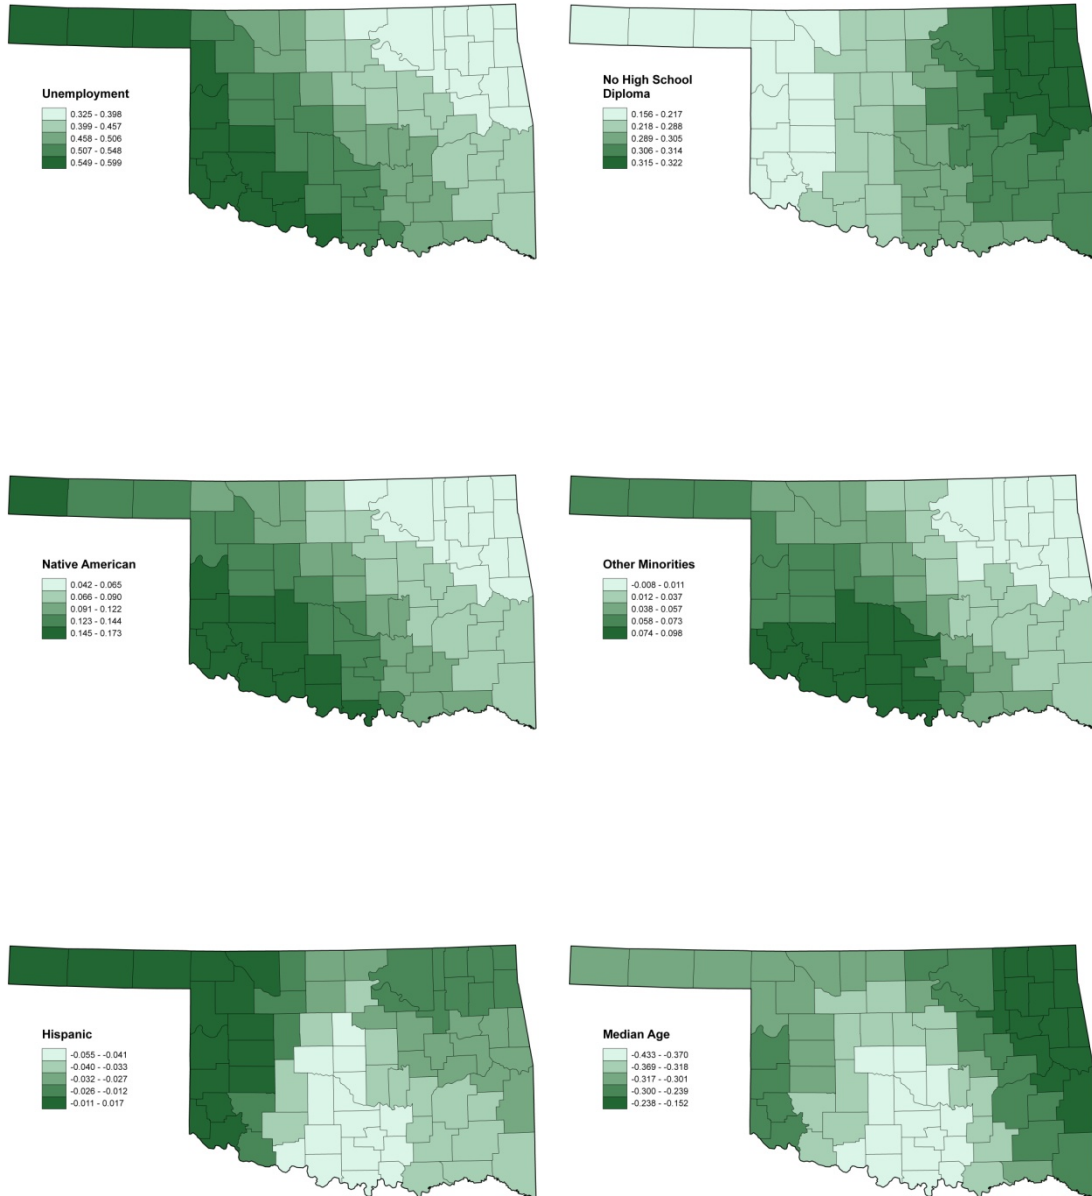 Unemployment
0.325 - 0.398
0.399 - 0.457
0.458 - 0.506
0.507 - 0.548
0.549 - 0.599
No High School
Diploma
0.156 - 0.217
0.218 - 0.288
0.289 - 0.305
0.306 - 0.314
0.315 - 0.322
Native American
0.042 - 0.065
0.066 - 0.090
0.091 - 0.122
0.123 - 0.144
0.145 - 0.173
Other Minorities
-0.008 - 0.011
0.012 - 0.037
0.038 - 0.057
0.058 - 0.073
0.074 - 0.098
Hispanic
-0.055 - -0.041
-0.040 - -0.033
-0.032 - -0.027
-0.026 - -0.012
-0.011 - 0.017
Median Age
-0.433 - -0.370
-0.369 - -0.318
-0.317 - -0.301
-0.300 - -0.239
-0.238 - -0.152